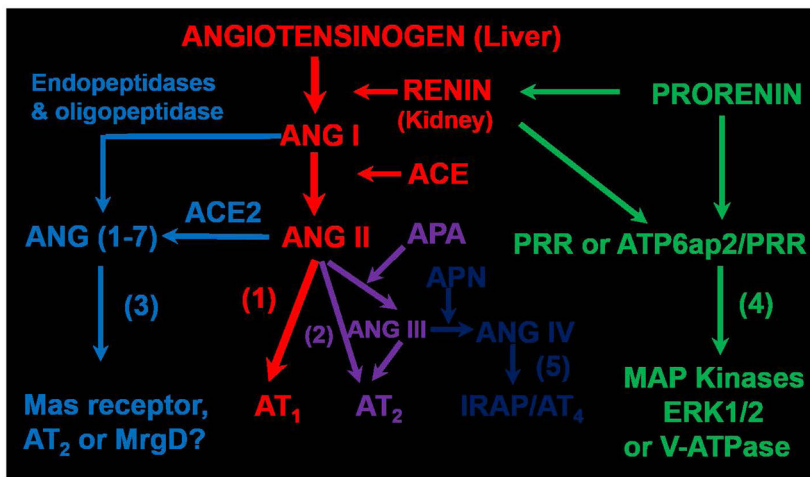 ANGIOTENSINOGEN (Liver)
Endopeptidases
& oligopeptidase
RENIN
(Kidney)
PRORENIN
ANG I
ACE
ACE2
ANG (1-7)
ANG II
APA
PRR or ATP6ap2/PRR
APN
(1)
(2)
(3)
(4)
ANG III
ANG IV
(5)
Mas receptor,
AT₂ or MrgD?
AT₁
AT₂
IRAP/AT₄
MAP Kinases
ERK1/2
or V-ATPase